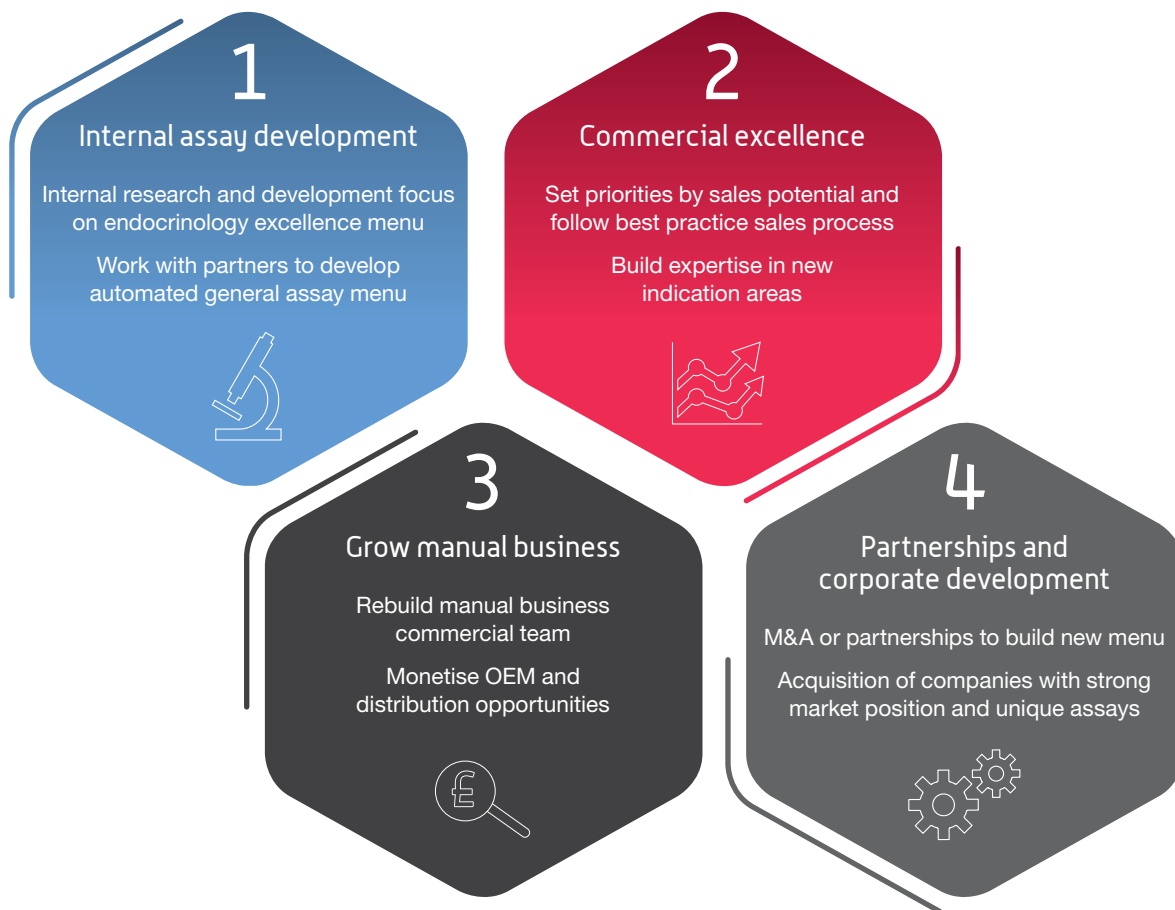 1
Internal assay development
Internal research and development focus
on endocrinology excellence menu
Work with partners to develop
automated general assay menu
2
Commercial excellence
Set priorities by sales potential and
follow best practice sales process
Build expertise in new
indication areas
3
Grow manual business
Rebuild manual business
commercial team
Monetise OEM and
distribution opportunities
£
4
Partnerships and
corporate development
M&A or partnerships to build new menu
Acquisition of companies with strong
market position and unique assays